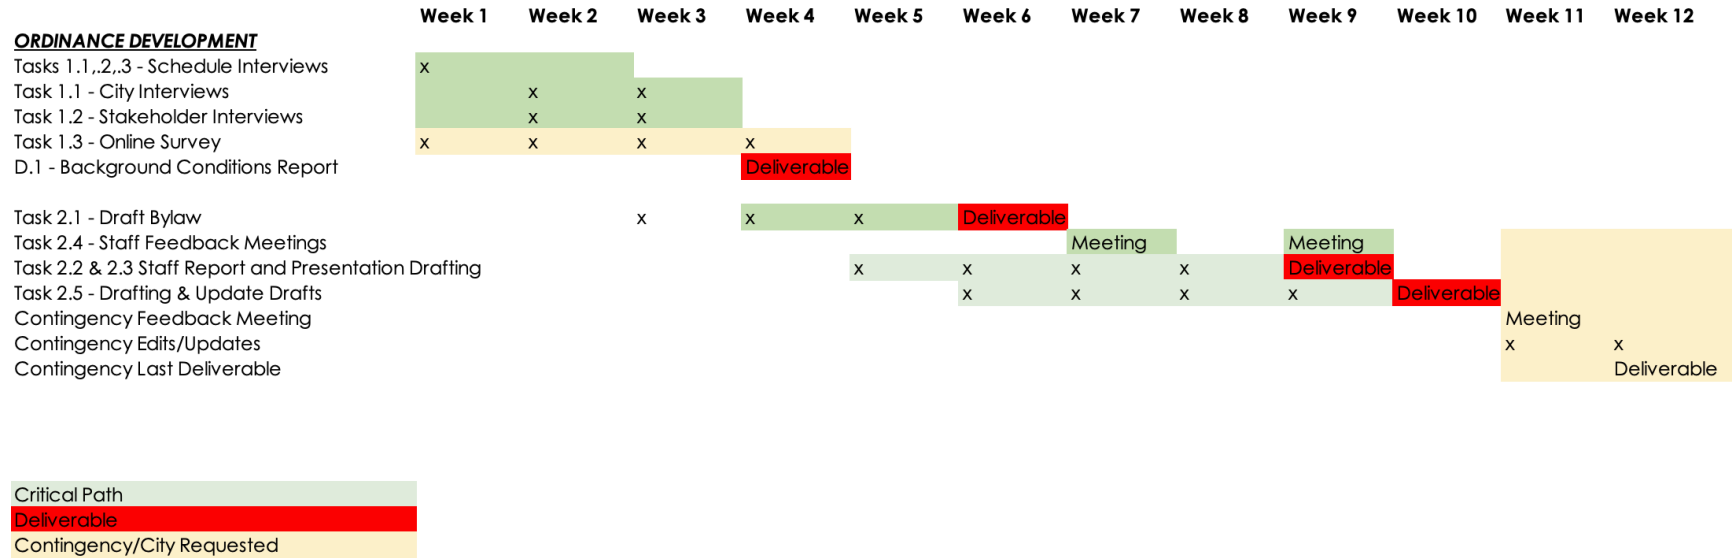 Week 1 Week 2 Week 3 Week 4 Week 5 Week 6 Week 7 Week 8 Week 9 Week 10 Week 11 Week 12
ORDINANCE DEVELOPMENT
Tasks 1.1,.2,.3 - Schedule Interviews x
Task 1.1 - City Interviews x x
Task 1.2 - Stakeholder Interviews x x
Task 1.3 - Online Survey x x x x
D.1 - Background Conditions Report Deliverable
Task 2.1 - Draft Bylaw x x x Deliverable
Task 2.4 - Staff Feedback Meetings Meeting Meeting
Task 2.2 & 2.3 Staff Report and Presentation Drafting x x x x Deliverable
Task 2.5 - Drafting & Update Drafts x x x x Deliverable
Contingency Feedback Meeting Meeting
Contingency Edits/Updates x x
Contingency Last Deliverable Deliverable
Critical Path
Deliverable
Contingency/City Requested